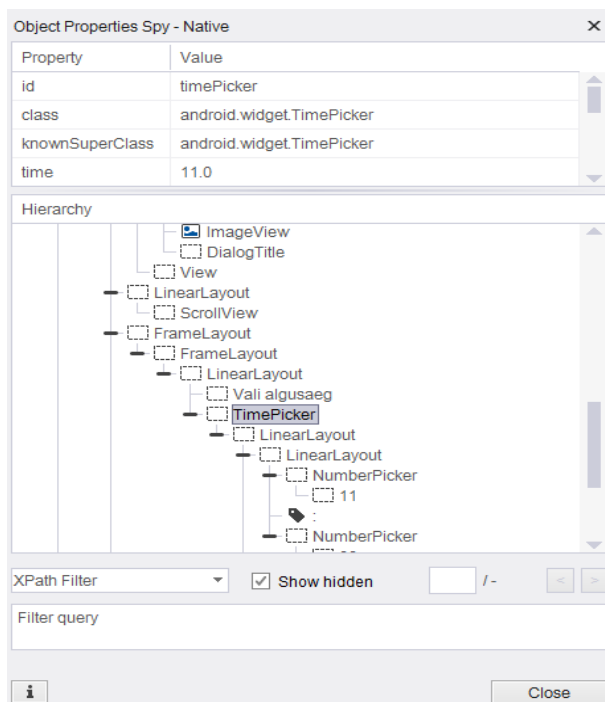 Object Properties Spy - Native
Property Value
id timePicker
class android.widget.TimePicker
knownSuperClass android.widget.TimePicker
time 11.0
Hierarchy
ImageView
DialogTitle
View
LinearLayout
ScrollView
FrameLayout
FrameLayout
LinearLayout
Vali algusaeg
TimePicker
LinearLayout
LinearLayout
NumberPicker
11
:
NumberPicker
XPath Filter Show hidden / - < >
Filter query
i Close